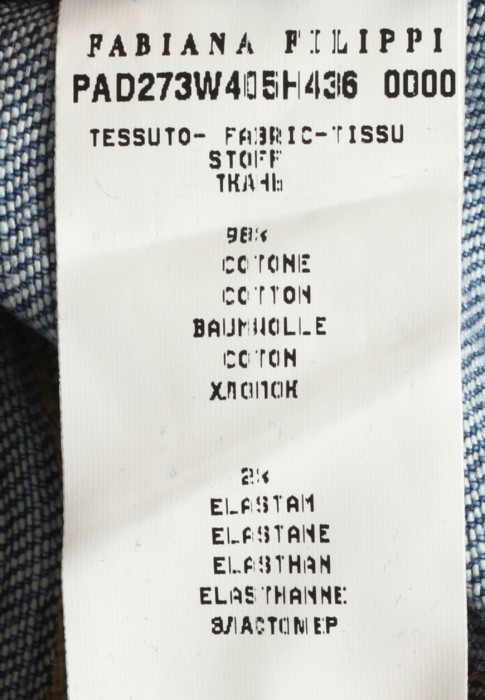 FABIANA FILIPPI
PAD273W405H436 0000
TESSUTO- FABRIC-TISSU
STOFF
ТКАНЬ
98%
COTONE
COTTON
BAUMWOLLE
COTON
ХЛОПОК
2%
ELASTAM
ELASTANE
ELASTHAN
ELASTHANNE
ЭЛАСТОМЕР